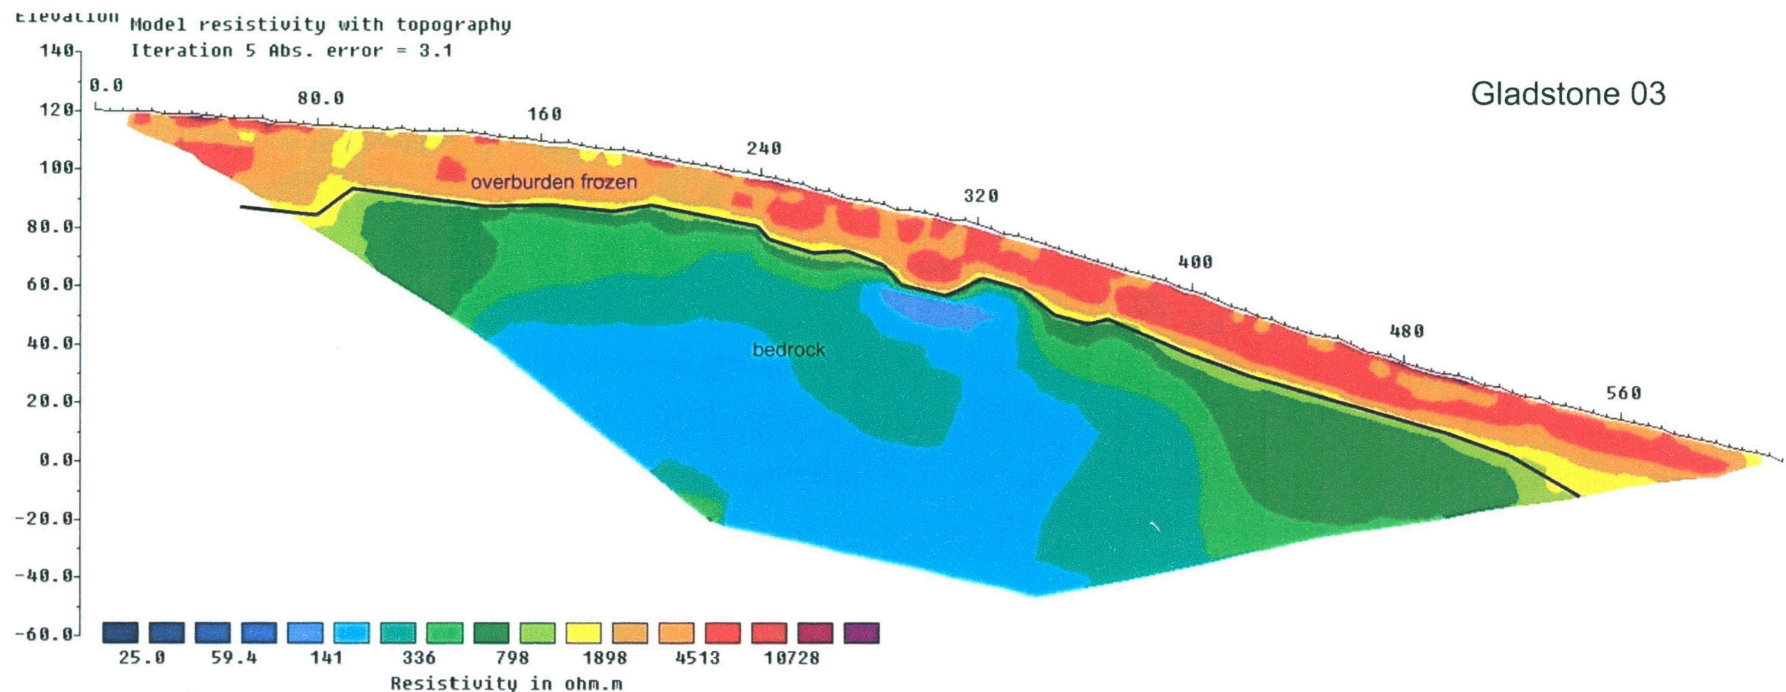 Elevation
Model resistivity with topography
Iteration 5 Abs. error = 3.1
Gladstone 03
140
120
100
80.0
60.0
40.0
20.0
0.0
-20.0
-40.0
-60.0
0.0
80.0
160
240
320
400
480
560
overburden frozen
bedrock
25.0 59.4 141 336 798 1898 4513 10728
Resistivity in ohm.m